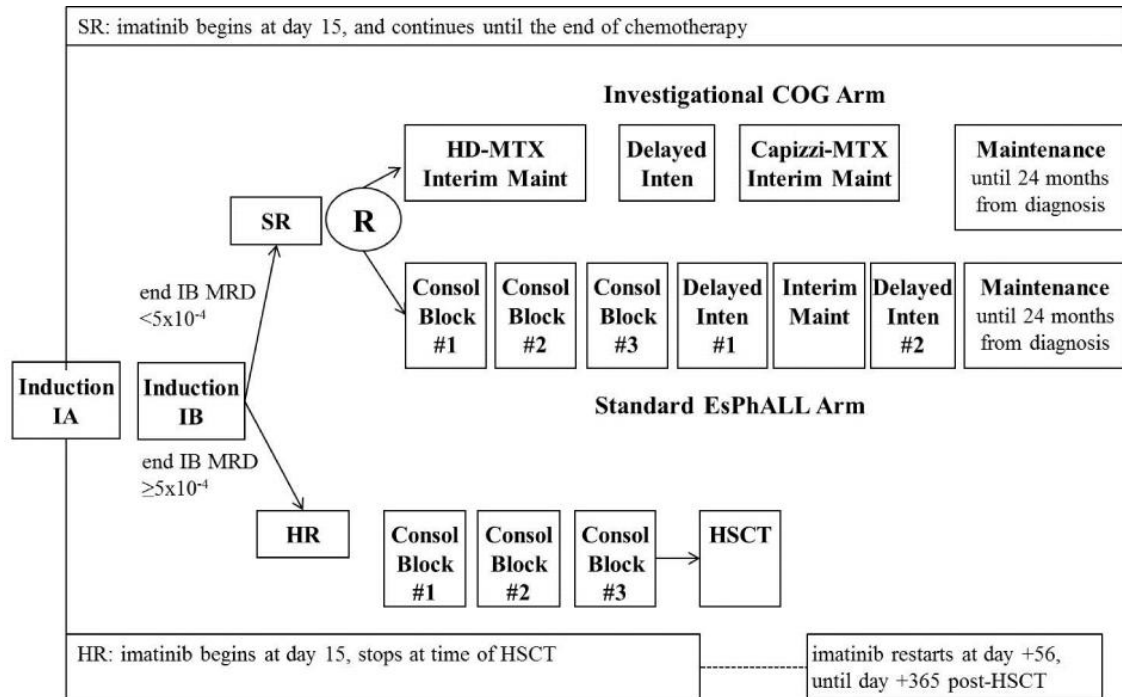 SR: imatinib begins at day 15, and continues until the end of chemotherapy
Investigational COG Arm
HD-MTX
Interim Maint
Delayed
Inten
Capizzi-MTX
Interim Maint
Maintenance
until 24 months
from diagnosis
SR
R
end IB MRD
<5x10⁻⁴
Consol
Block
#1
Consol
Block
#2
Consol
Block
#3
Delayed
Inten
#1
Interim
Maint
Delayed
Inten
#2
Maintenance
until 24 months
from diagnosis
Standard EsPhALL Arm
Induction
IA
Induction
IB
end IB MRD
≥5x10⁻⁴
HR
Consol
Block
#1
Consol
Block
#2
Consol
Block
#3
HSCT
HR: imatinib begins at day 15, stops at time of HSCT
imatinib restarts at day +56,
until day +365 post-HSCT